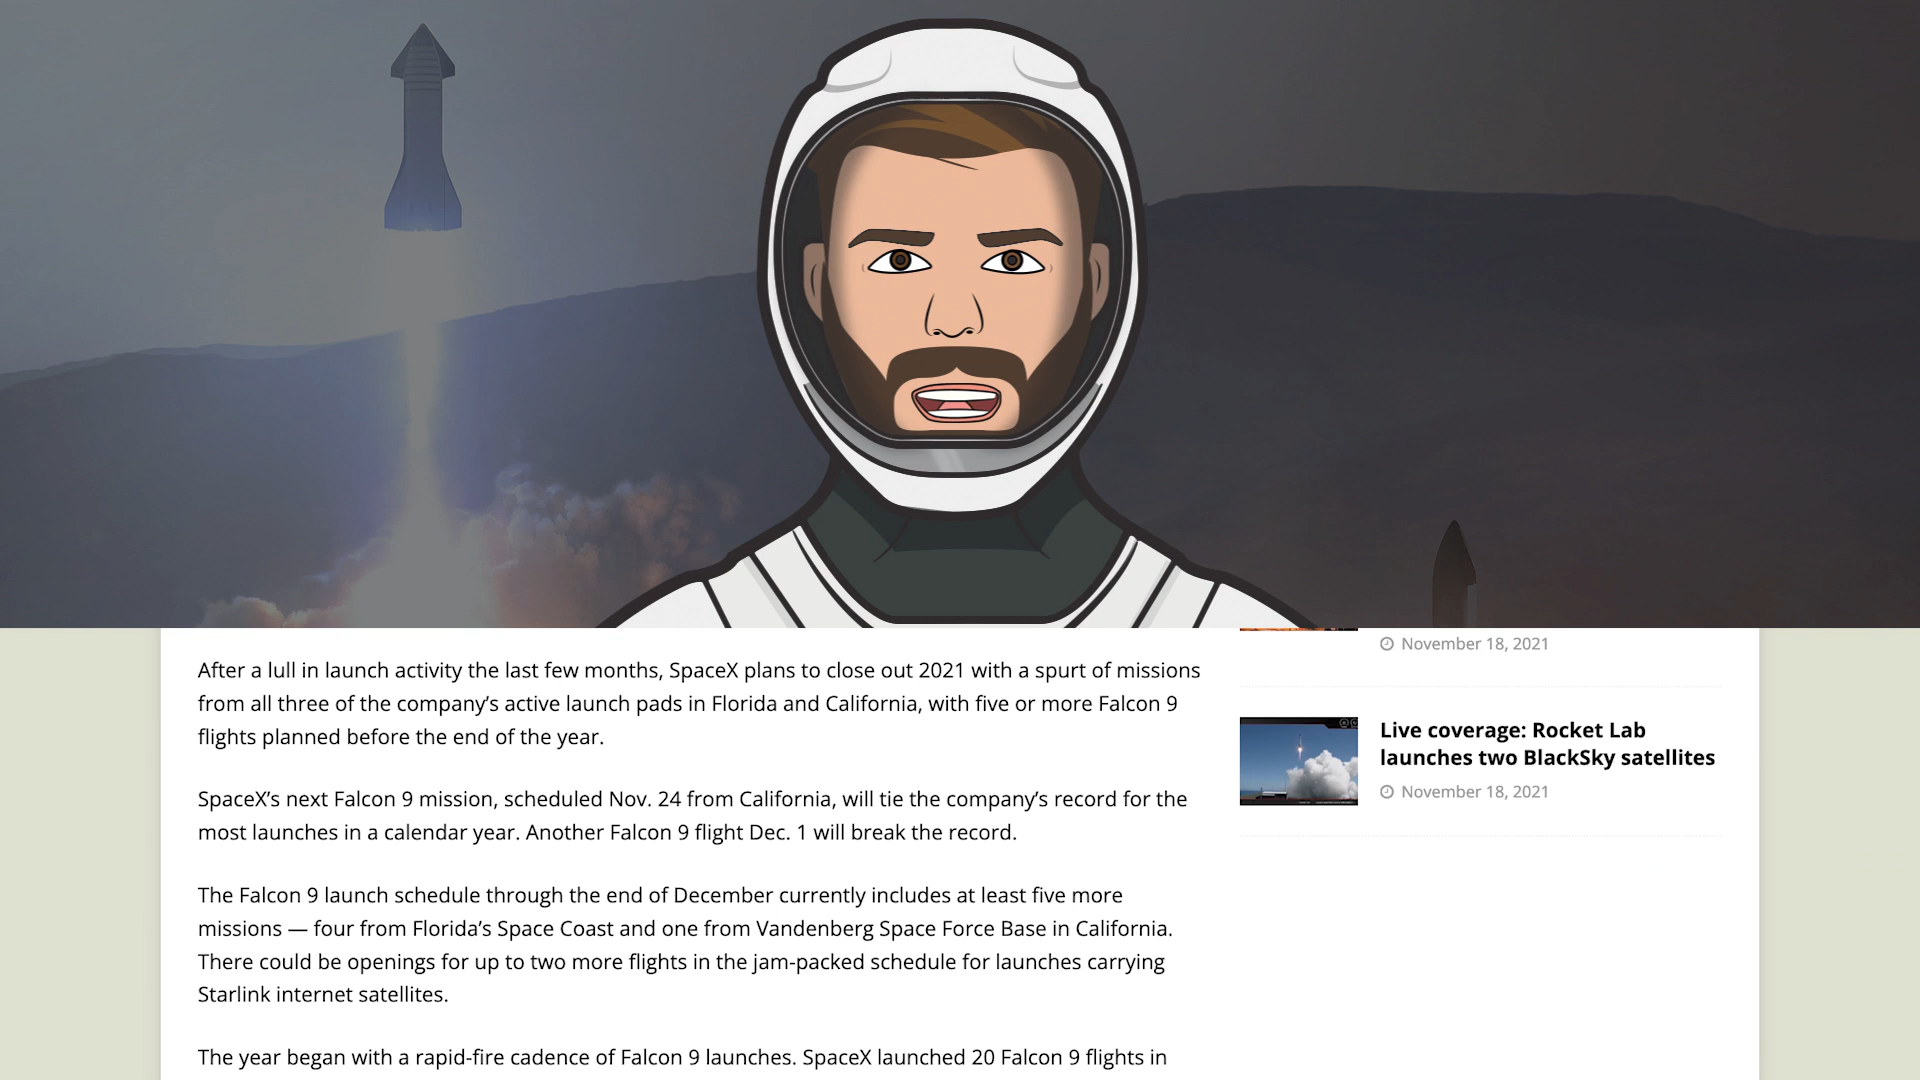 After a lull in launch activity the last few months, SpaceX plans to close out 2021 with a spurt of missions
from all three of the company’s active launch pads in Florida and California, with five or more Falcon 9
flights planned before the end of the year.
SpaceX’s next Falcon 9 mission, scheduled Nov. 24 from California, will tie the company’s record for the
most launches in a calendar year. Another Falcon 9 flight Dec. 1 will break the record.
The Falcon 9 launch schedule through the end of December currently includes at least five more
missions — four from Florida’s Space Coast and one from Vandenberg Space Force Base in California.
There could be openings for up to two more flights in the jam-packed schedule for launches carrying
Starlink internet satellites.
The year began with a rapid-fire cadence of Falcon 9 launches. SpaceX launched 20 Falcon 9 flights in
November 18, 2021
Live coverage: Rocket Lab
launches two BlackSky satellites
November 18, 2021